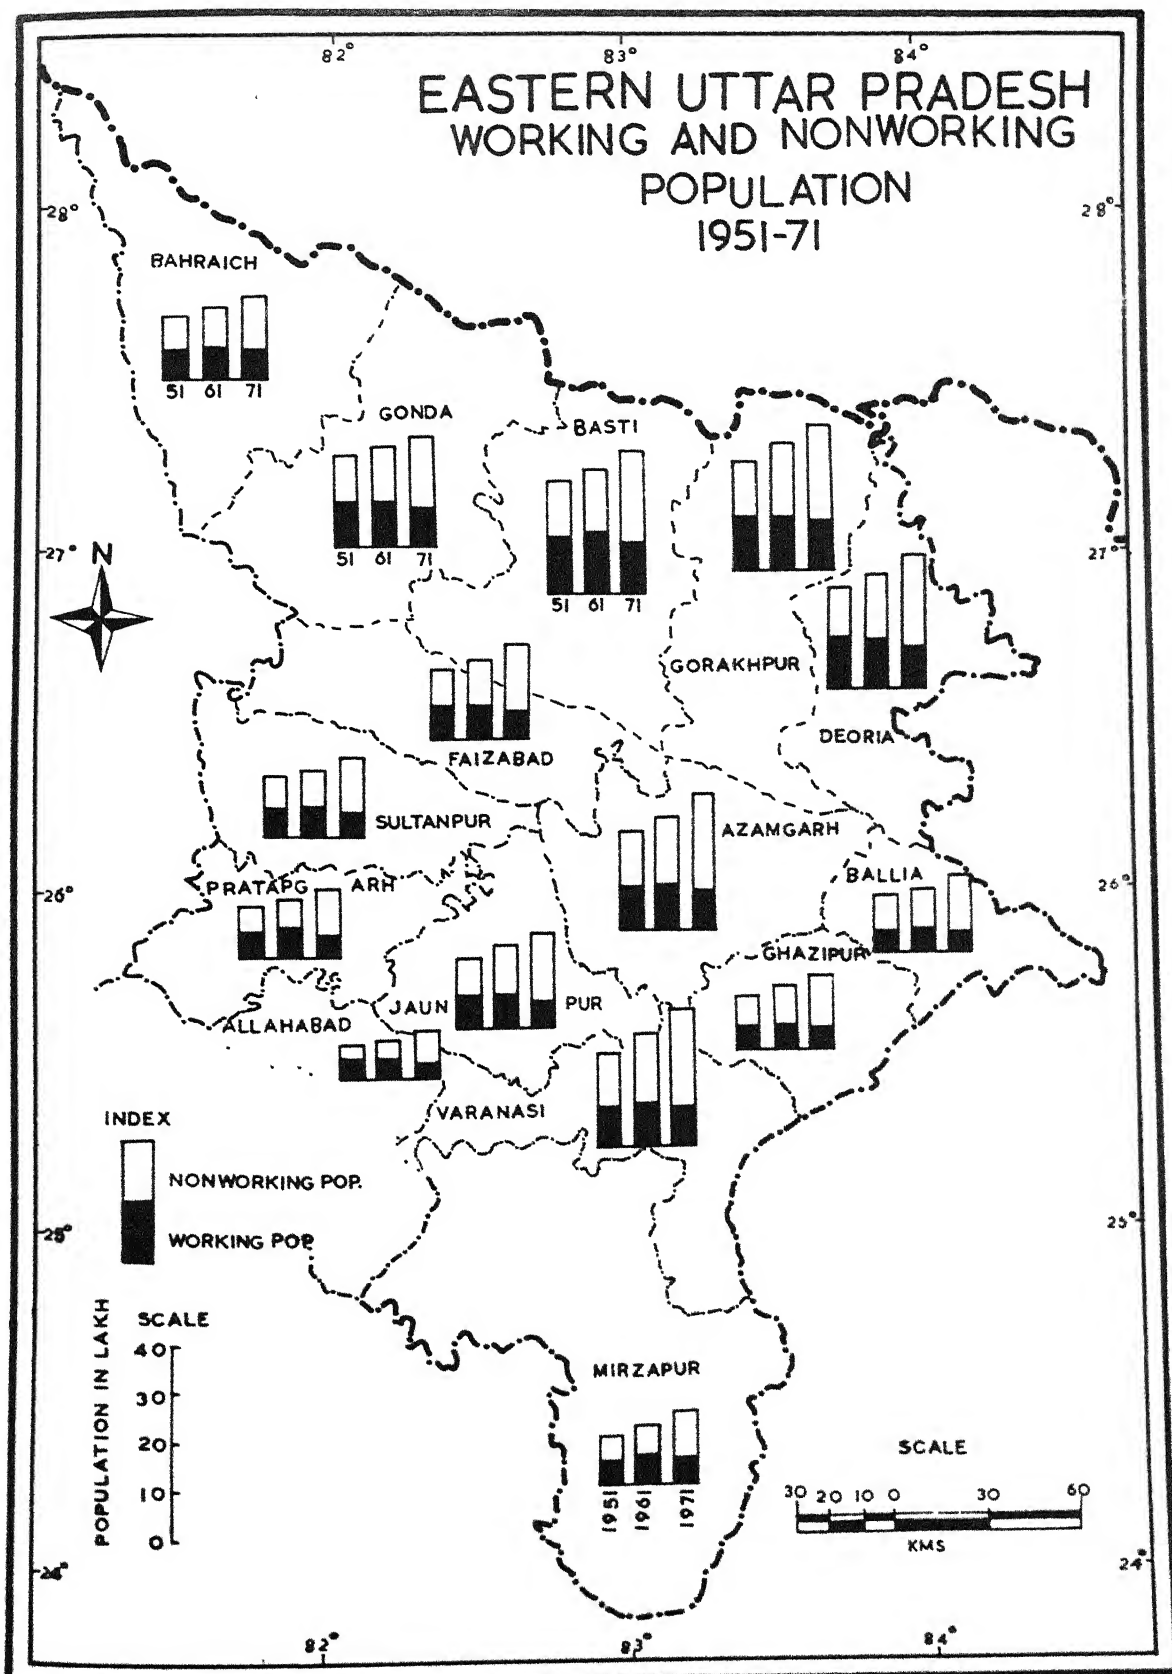 82° 83° 84°
EASTERN UTTAR PRADESH
WORKING AND NONWORKING
POPULATION
1951-71
28° 28°
BAHRAICH
51 61 71
GONDA
BASTI
51 61 71
27° 27°
N
51 61 71
GORAKHPUR
DEORIA
FAIZABAD
SULTANPUR
AZAMGARH
PRATAPG ARH
BALLIA
26° 26°
GHAZIPUR
JAUN PUR
ALLAHABAD
VARANASI
INDEX
NONWORKING POP.
WORKING POP.
25° 25°
POPULATION IN LAKH
SCALE
40
30
20
10
0
MIRZAPUR
1951 1961 1971
SCALE
30 20 10 0 30 60
KMS
24° 24°
82° 83° 84°